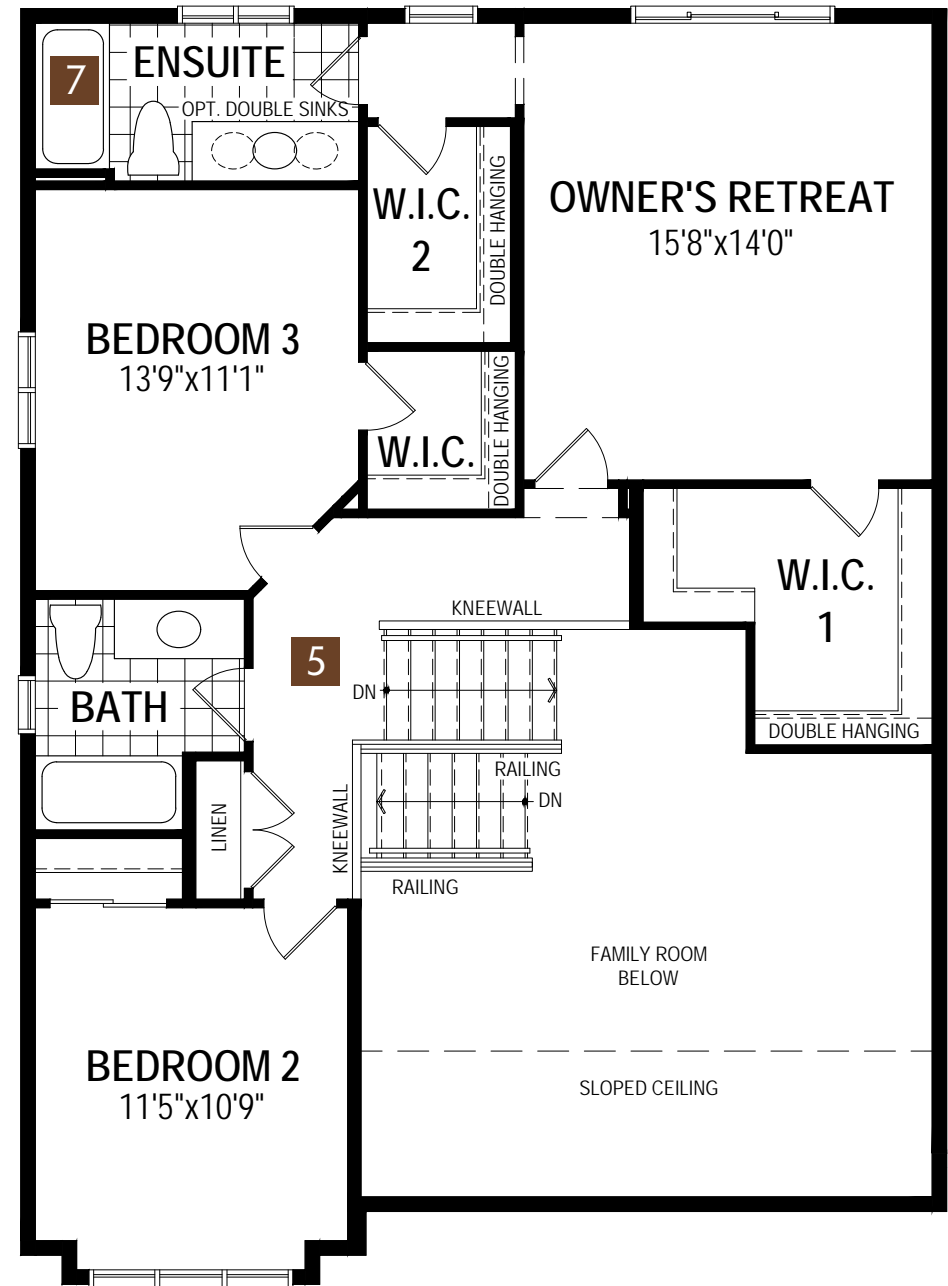 7
ENSUITE
OPT. DOUBLE SINKS
W.I.C.
2
DOUBLE HANGING
OWNER'S RETREAT
15'8"x14'0"
BEDROOM 3
13'9"x11'1"
W.I.C.
DOUBLE HANGING
W.I.C.
1
DOUBLE HANGING
KNEEWALL
5
DN
BATH
RAILING
DN
LINEN
KNEEWALL
RAILING
FAMILY ROOM
BELOW
BEDROOM 2
11'5"x10'9"
SLOPED CEILING